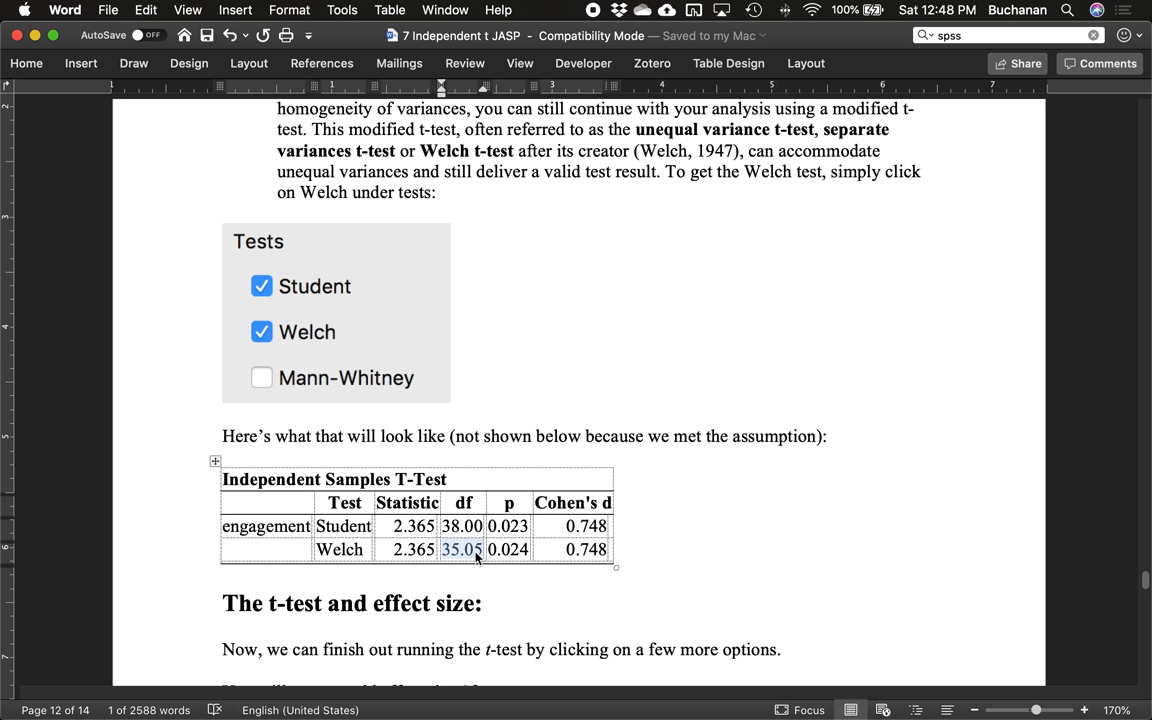 Word File Edit View Insert Format Tools Table Window Help 100% Sat 12:48 PM Buchanan
AutoSave OFF 7 Independent t JASP - Compatibility Mode — Saved to my Mac spss
Home Insert Draw Design Layout References Mailings Review View Developer Zotero Table Design Layout Share Comments
1 1 3 4 5 6 7
homogeneity of variances, you can still continue with your analysis using a modified t-
test. This modified t-test, often referred to as the unequal variance t-test, separate
variances t-test or Welch t-test after its creator (Welch, 1947), can accommodate
unequal variances and still deliver a valid test result. To get the Welch test, simply click
on Welch under tests:
Tests
Student
Welch
Mann-Whitney
Here's what that will look like (not shown below because we met the assumption):
Independent Samples T-Test
Test Statistic df p Cohen's d
engagement Student 2.365 38.00 0.023 0.748
Welch 2.365 35.05 0.024 0.748
The t-test and effect size:
Now, we can finish out running the t-test by clicking on a few more options.
Page 12 of 14 1 of 2588 words English (United States) Focus 170%